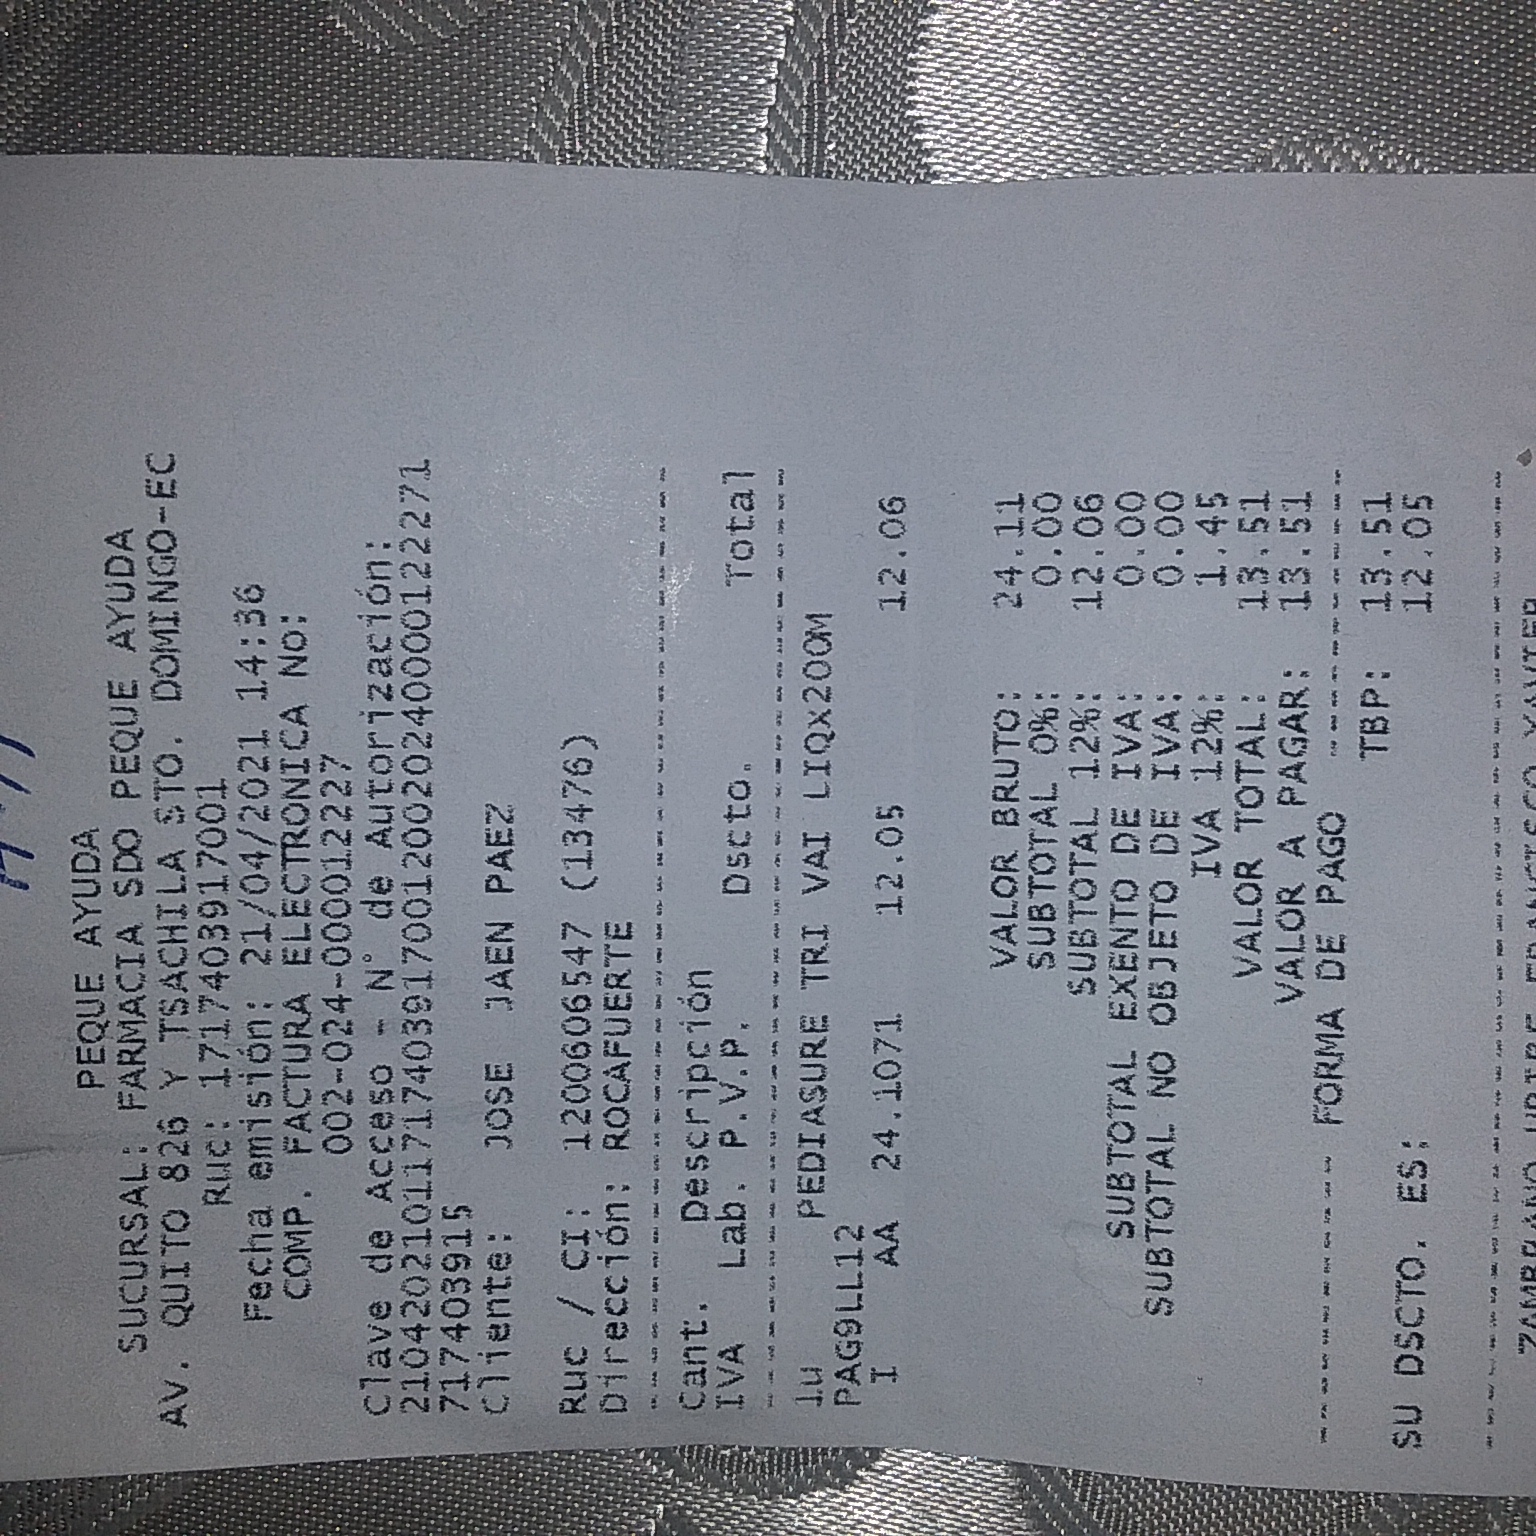 PEQUE AYUDA
SUCURSAL: FARMACIA SDO PEQUE AYUDA
AV. QUITO 826 Y TSACHILA STO. DOMINGO-EC
Ruc: 1717403917001
Fecha emisión: 21/04/2021 14:36
COMP. FACTURA ELECTRONICA No:
002-024-000012227
Clave de Acceso - N° de Autorización:
2104202101171740391700120020240000122271
717403915
Cliente: JOSE JAEN PAEZ
Ruc / CI: 1200606547 (13476)
Dirección: ROCAFUERTE
Cant. Descripción
IVA Lab. P.V.P. Dscto. Total
1u PEDIASURE TRI VAI LIQx200M
PAG9LL12
I AA 24.1071 12.05 12.06
VALOR BRUTO: 24.11
SUBTOTAL 0%: 0.00
SUBTOTAL 12%: 12.06
SUBTOTAL EXENTO DE IVA: 0.00
SUBTOTAL NO OBJETO DE IVA: 0.00
IVA 12%: 1.45
VALOR TOTAL: 13.51
VALOR A PAGAR: 13.51
FORMA DE PAGO
TBP: 13.51
SU DSCTO. ES: 12.05
ZAMBRANO URIBE FRANCISCO XAVIER